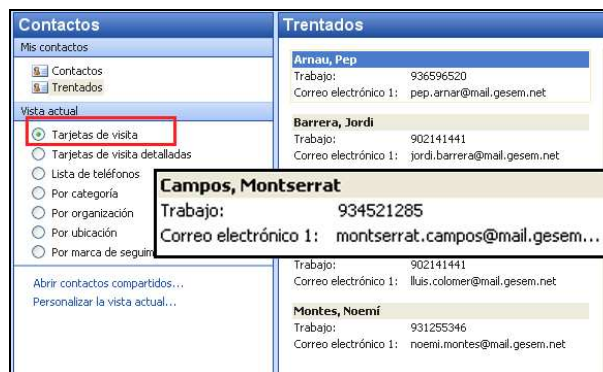 Contactos
Mis contactos
Contactos
Trentados
Vista actual
Tarjetas de visita
Tarjetas de visita detalladas
Lista de teléfonos
Por categoría
Por organización
Por ubicación
Por marca de seguim
Abrir contactos compartidos...
Personalizar la vista actual...
Trentados
Arnau, Pep
Trabajo: 936596520
Correo electrónico 1: pep.arnar@mail.gesem.net
Barrera, Jordi
Trabajo: 902141441
Correo electrónico 1: jordi.barrera@mail.gesem.net
Campos, Montserrat
Trabajo: 934521285
Correo electrónico 1: montserrat.campos@mail.gesem...
Trabajo: 902141441
Correo electrónico 1: lluis.colomer@mail.gesem.net
Montes, Noemí
Trabajo: 931255346
Correo electrónico 1: noemi.montes@mail.gesem.net